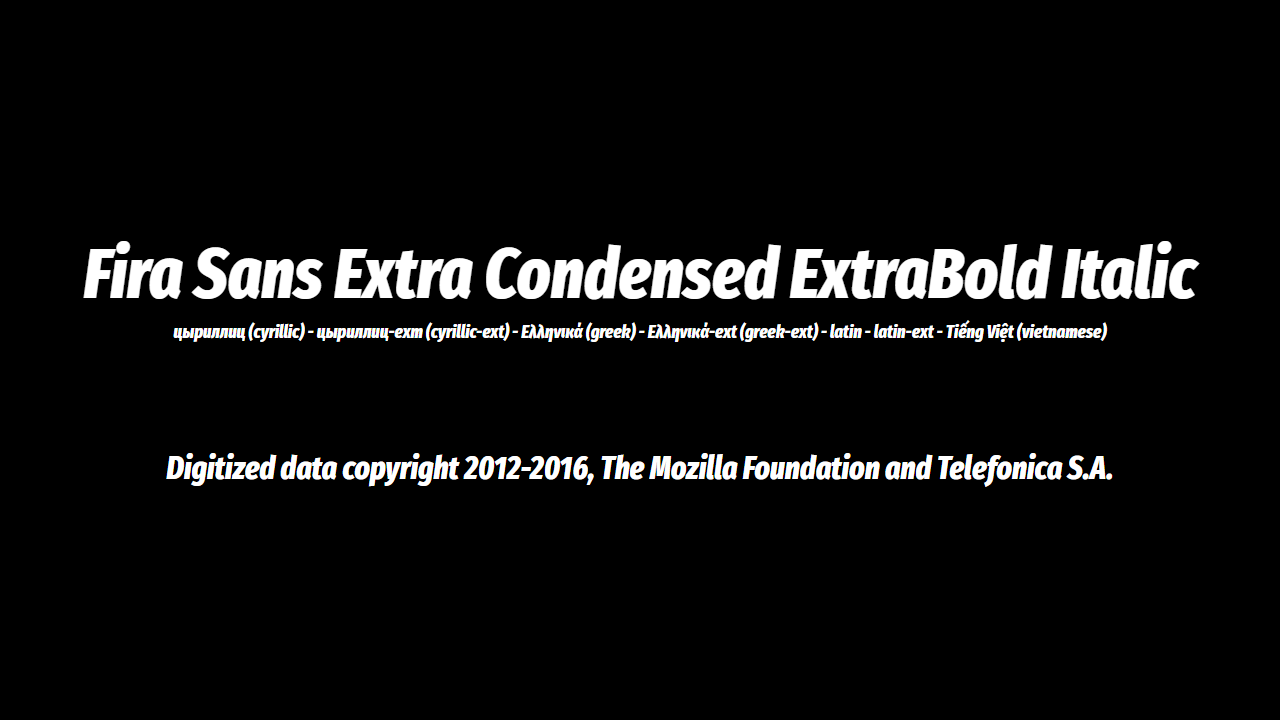 Fira Sans Extra Condensed ExtraBold Italic
цыриллиц (cyrillic) - цыриллиц-ехт (cyrillic-ext) - Ελληνικά (greek) - Ελληνικά-ext (greek-ext) - latin - latin-ext - Tiếng Việt (vietnamese)
Digitized data copyright 2012-2016, The Mozilla Foundation and Telefonica S.A.